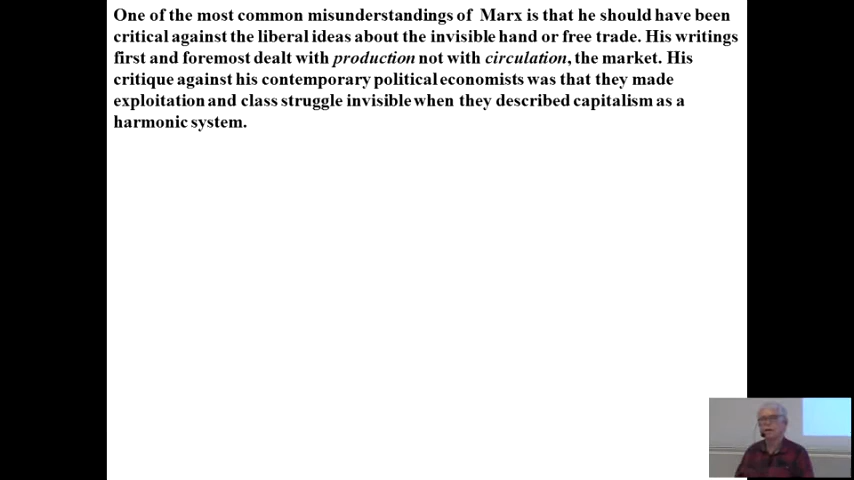 One of the most common misunderstandings of Marx is that he should have been
critical against the liberal ideas about the invisible hand or free trade. His writings
first and foremost dealt with production not with circulation, the market. His
critique against his contemporary political economists was that they made
exploitation and class struggle invisible when they described capitalism as a
harmonic system.